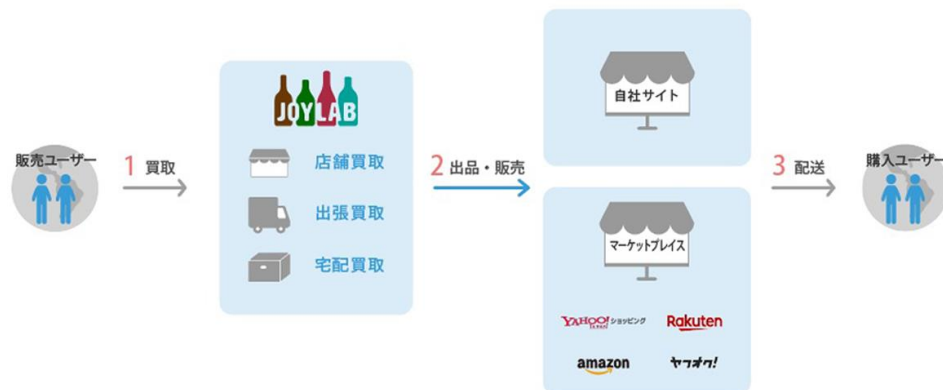 販売ユーザー
1 買取
JOYLAB
店舗買取
出張買取
宅配買取
2 出品・販売
自社サイト
マーケットプレイス
YAHOO! ショッピング
JAPAN
Rakuten
amazon
ヤフオク!
3 配送
購入ユーザー